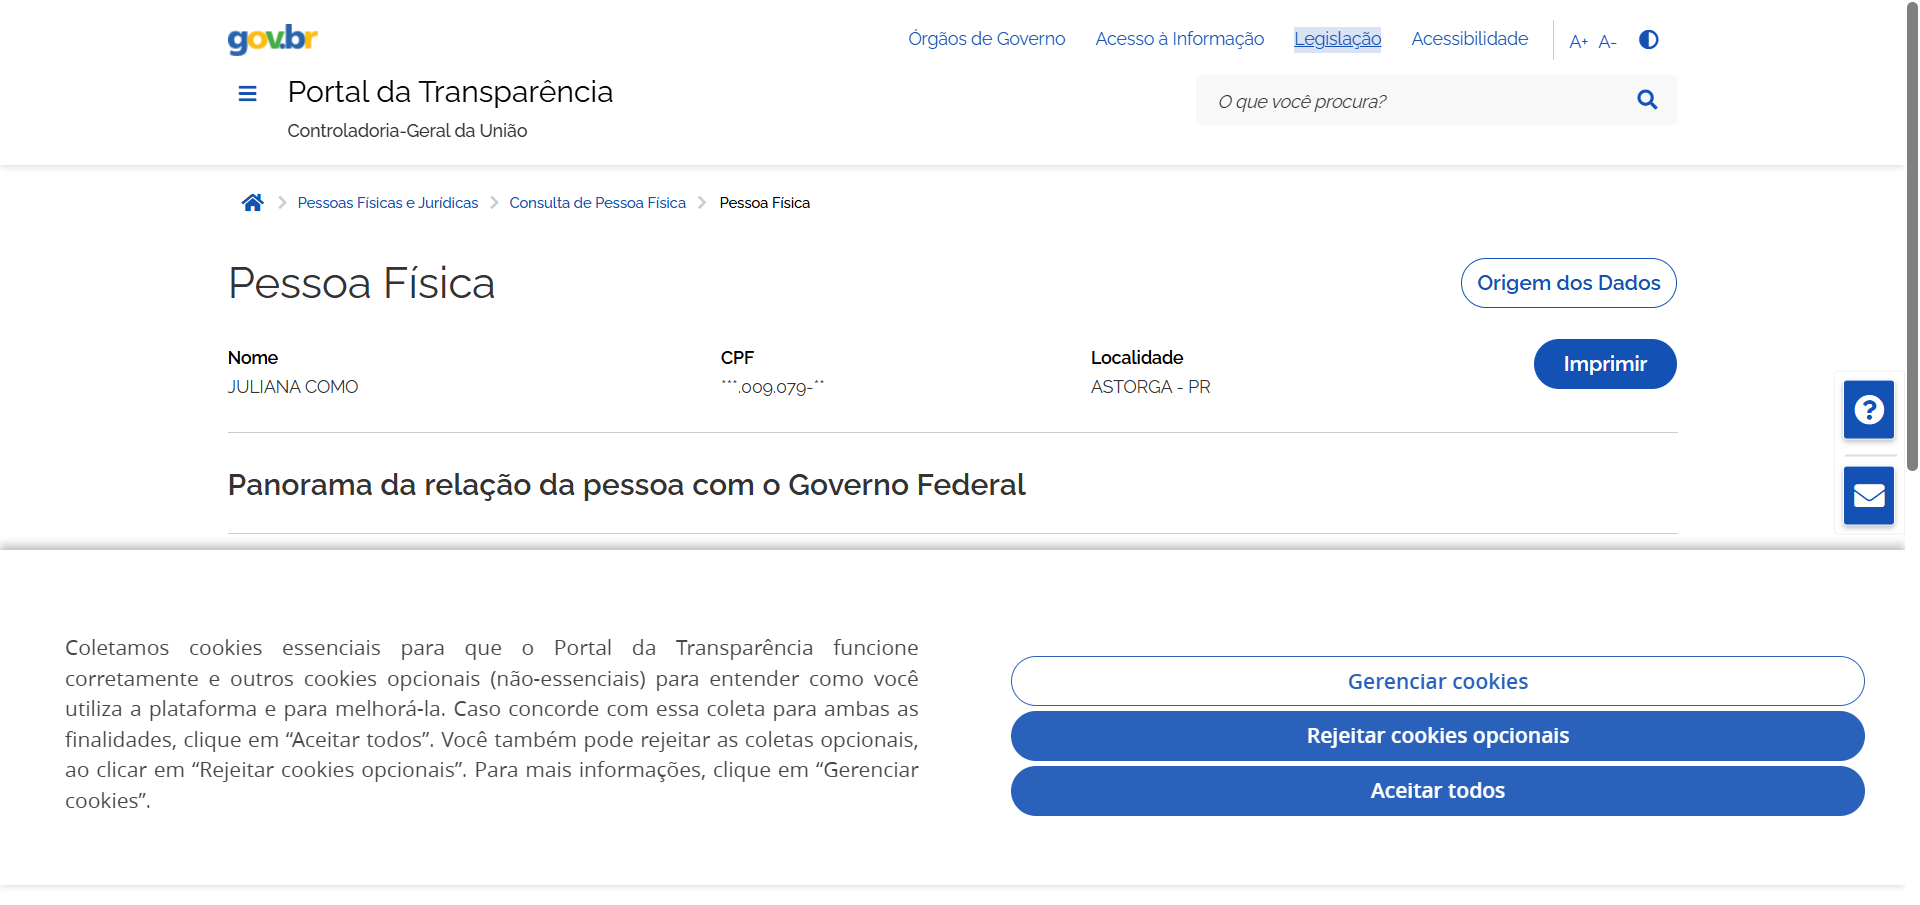 gov.br
Órgãos de Governo Acesso à Informação Legislação Acessibilidade A+ A-
Portal da Transparência
O que você procura?
Controladoria-Geral da União
Pessoas Físicas e Jurídicas Consulta de Pessoa Física Pessoa Física
Pessoa Física
Origem dos Dados
Nome CPF Localidade
Imprimir
JULIANA COMO ***.009.079-** ASTORGA - PR
Panorama da relação da pessoa com o Governo Federal
Coletamos cookies essenciais para que o Portal da Transparência funcione
corretamente e outros cookies opcionais (não-essenciais) para entender como você
utiliza a plataforma e para melhorá-la. Caso concorde com essa coleta para ambas as
finalidades, clique em “Aceitar todos”. Você também pode rejeitar as coletas opcionais,
ao clicar em “Rejeitar cookies opcionais”. Para mais informações, clique em “Gerenciar
cookies”.
Gerenciar cookies
Rejeitar cookies opcionais
Aceitar todos